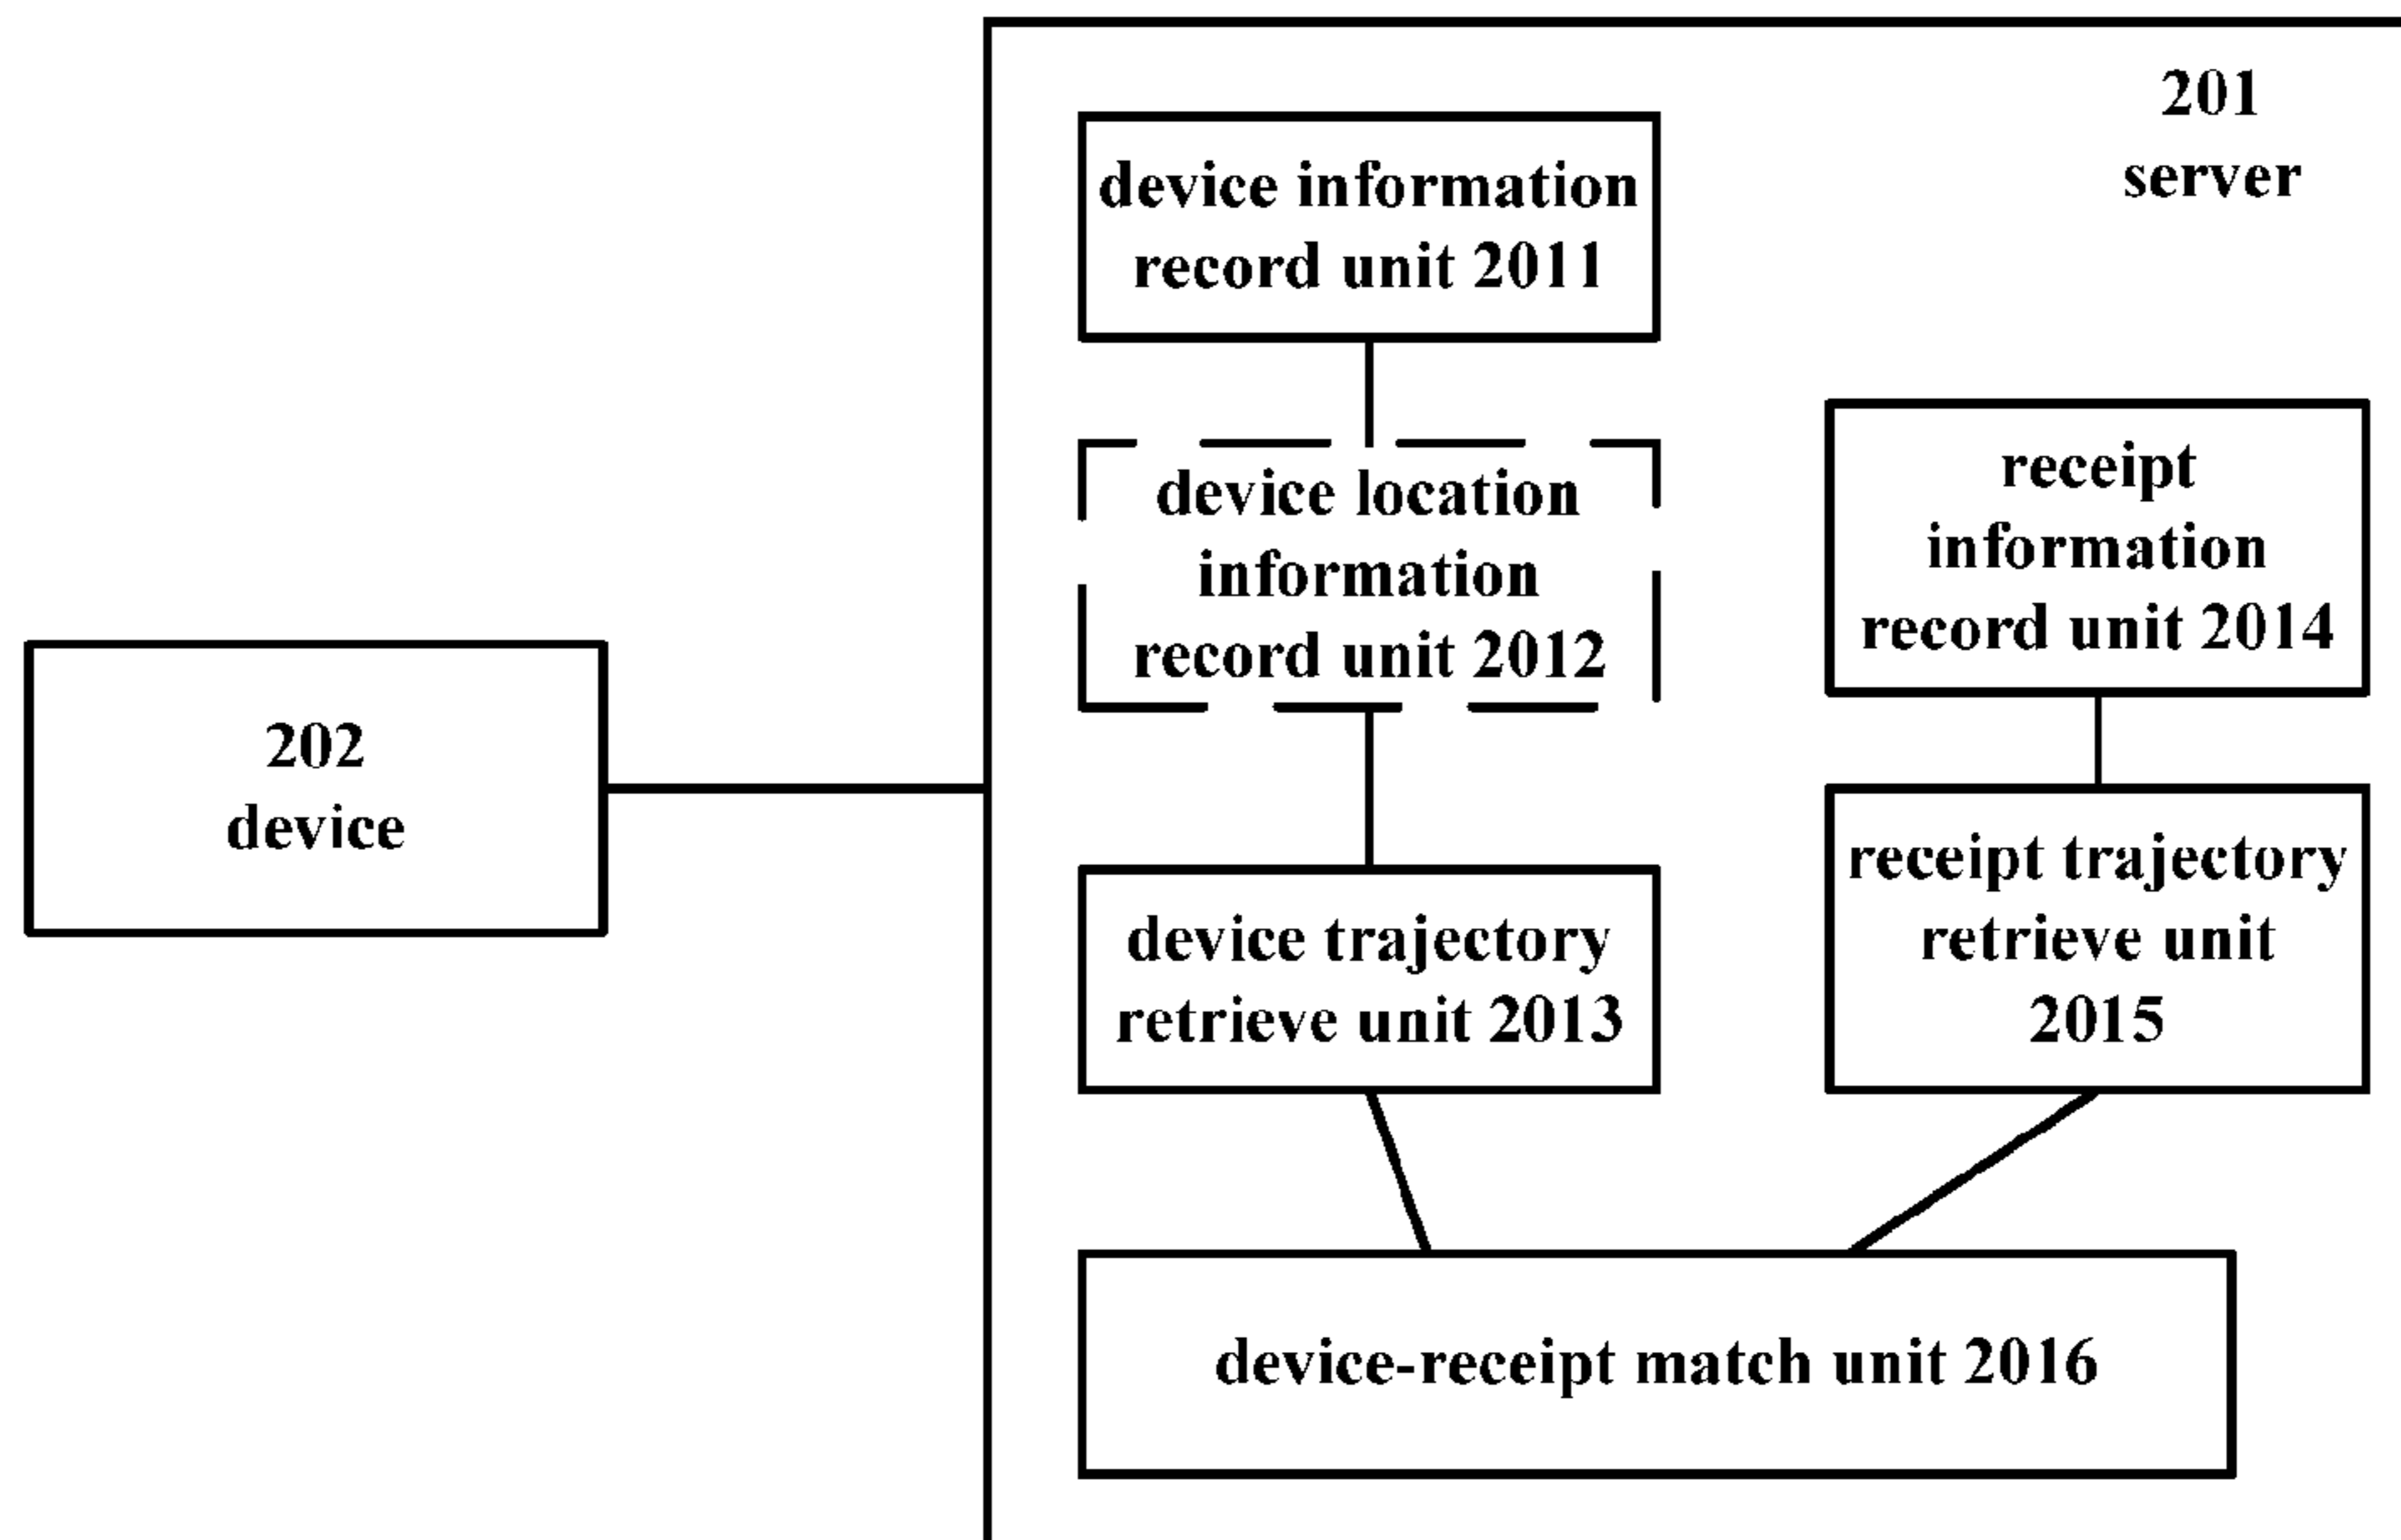 201
server
device information
record unit 2011
device location
information
record unit 2012
receipt
information
record unit 2014
202
device
device trajectory
retrieve unit 2013
receipt trajectory
retrieve unit
2015
device-receipt match unit 2016